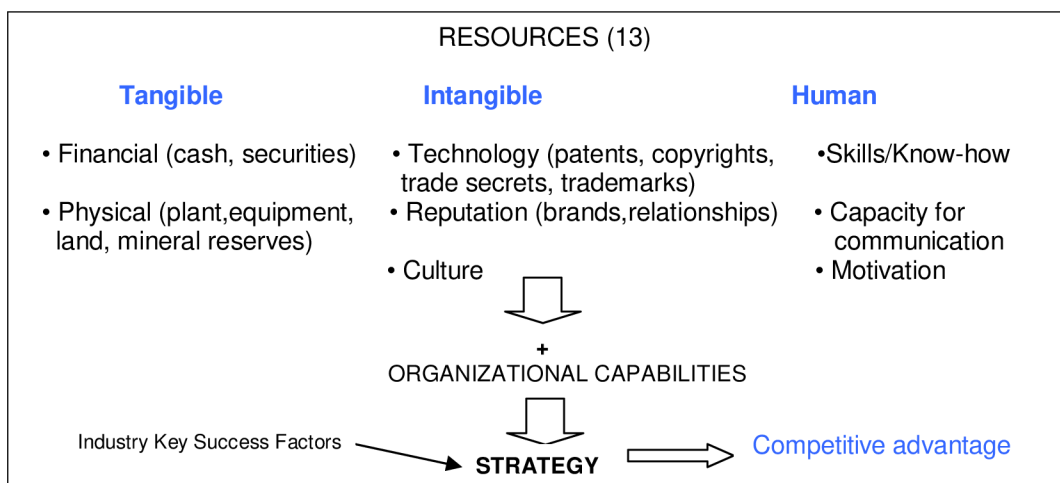 RESOURCES (13)
Tangible
• Financial (cash, securities)
• Physical (plant,equipment,
land, mineral reserves)
Intangible
• Technology (patents, copyrights,
trade secrets, trademarks)
• Reputation (brands,relationships)
• Culture
Human
•Skills/Know-how
• Capacity for
communication
• Motivation
+
ORGANIZATIONAL CAPABILITIES
Industry Key Success Factors
STRATEGY
Competitive advantage